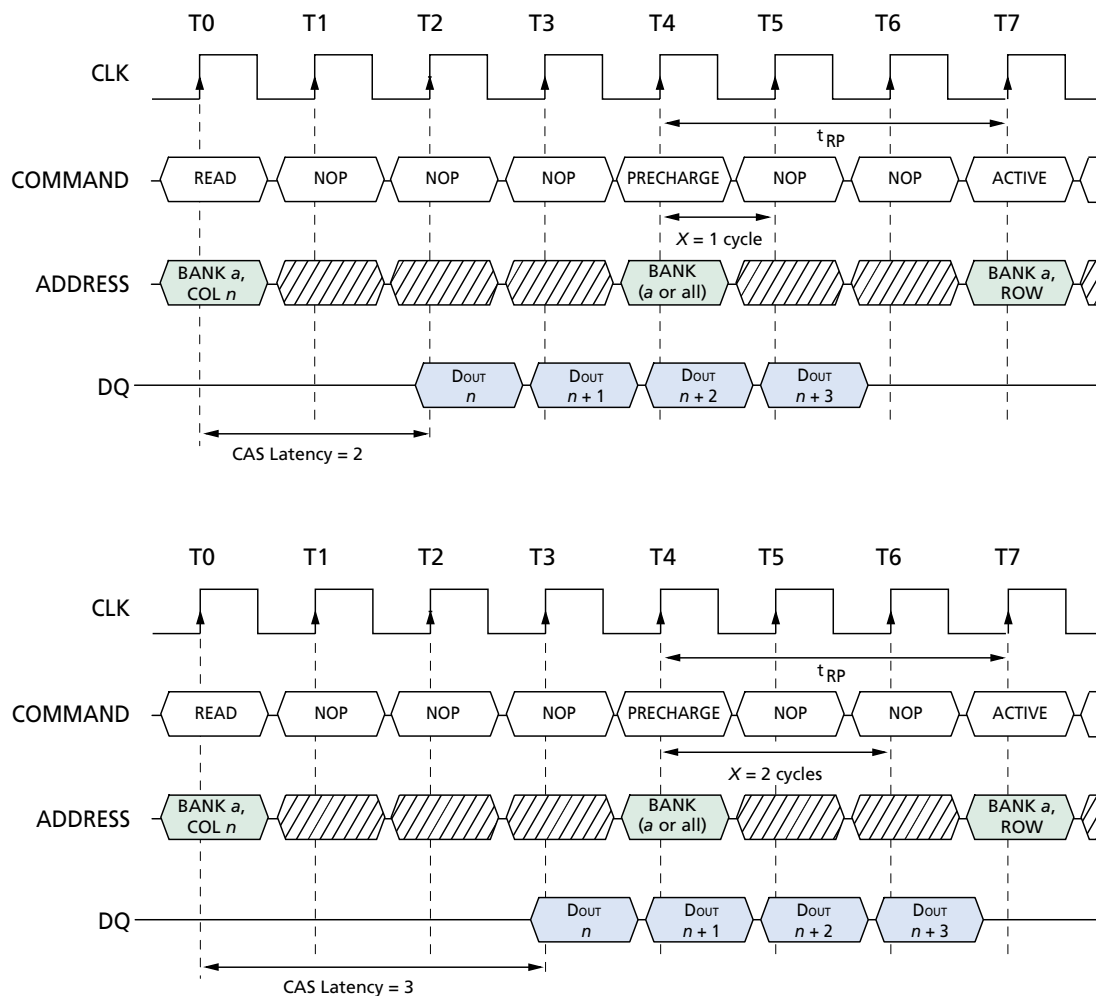 T0 T1 T2 T3 T4 T5 T6 T7
CLK
tRP
COMMAND READ NOP NOP NOP PRECHARGE NOP NOP ACTIVE
X = 1 cycle
ADDRESS BANK a, COL n BANK (a or all) BANK a, ROW
DQ DOUT n DOUT n + 1 DOUT n + 2 DOUT n + 3
CAS Latency = 2
T0 T1 T2 T3 T4 T5 T6 T7
CLK
tRP
COMMAND READ NOP NOP NOP PRECHARGE NOP NOP ACTIVE
X = 2 cycles
ADDRESS BANK a, COL n BANK (a or all) BANK a, ROW
DQ DOUT n DOUT n + 1 DOUT n + 2 DOUT n + 3
CAS Latency = 3